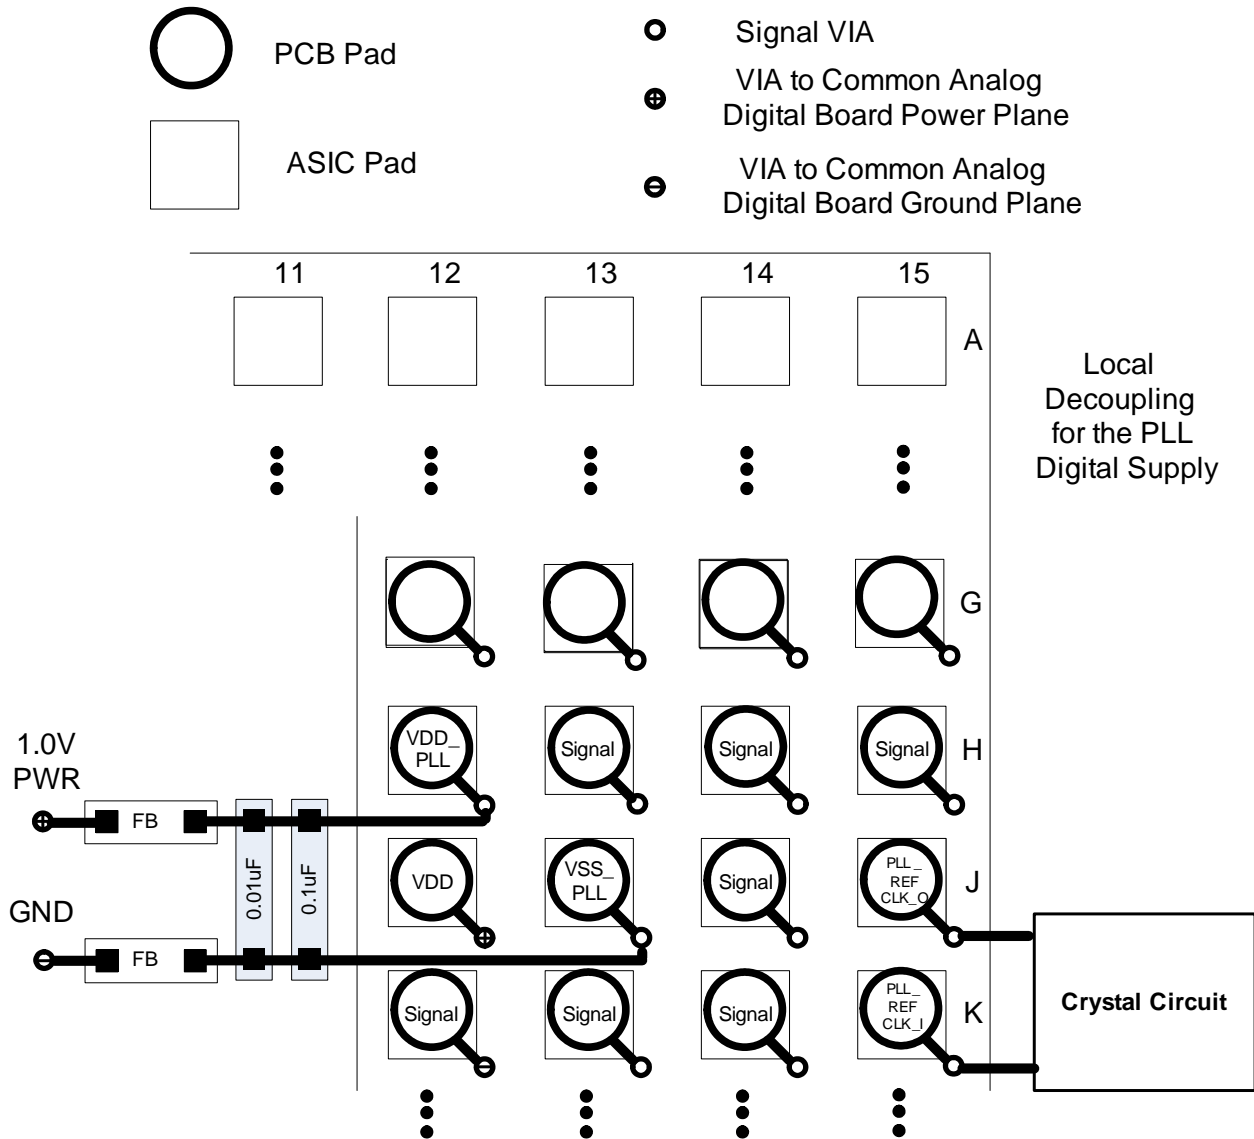 PCB Pad
ASIC Pad
Signal VIA
VIA to Common Analog
Digital Board Power Plane
VIA to Common Analog
Digital Board Ground Plane
11 12 13 14 15
A
Local
Decoupling
for the PLL
Digital Supply
G
1.0V
PWR
FB
0.01uF
0.1uF
VDD_
PLL
Signal
Signal
Signal
H
GND
FB
VDD
VSS_
PLL
Signal
PLL_
REF
CLK_O
J
Signal
Signal
Signal
PLL_
REF
CLK_I
K
Crystal Circuit